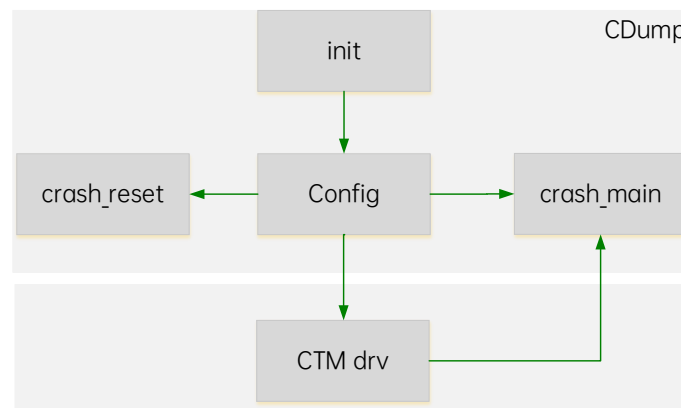 CDump
init
crash_reset
Config
crash_main
CTM drv